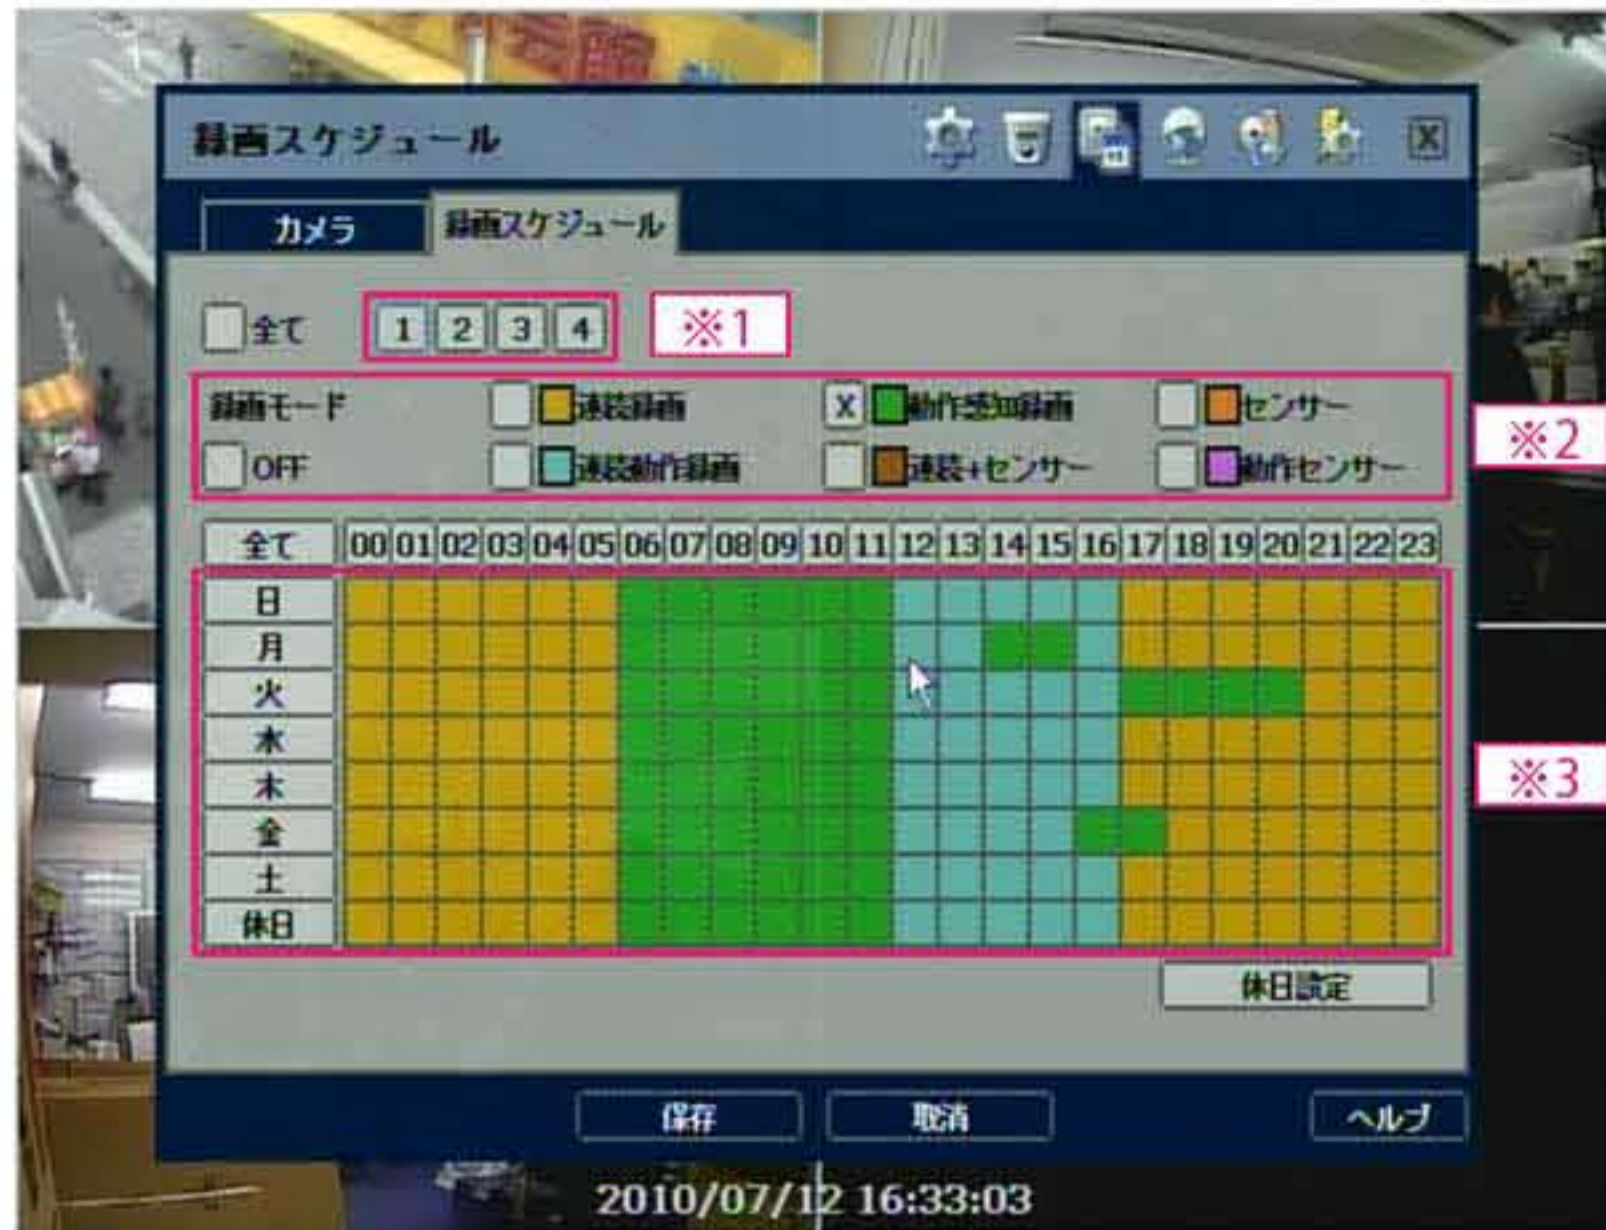 録画スケジュール
X
カメラ
録画スケジュール
全て 1 2 3 4 ※1
録画モード 連続録画 X 動作感知録画 センサー
※2
OFF 連続動作録画 連続+センサー 動作センサー
全て 00 01 02 03 04 05 06 07 08 09 10 11 12 13 14 15 16 17 18 19 20 21 22 23
日
月
火
水
木
※3
金
土
休日
休日設定
保存 取消 ヘルプ
2010/07/12 16:33:03